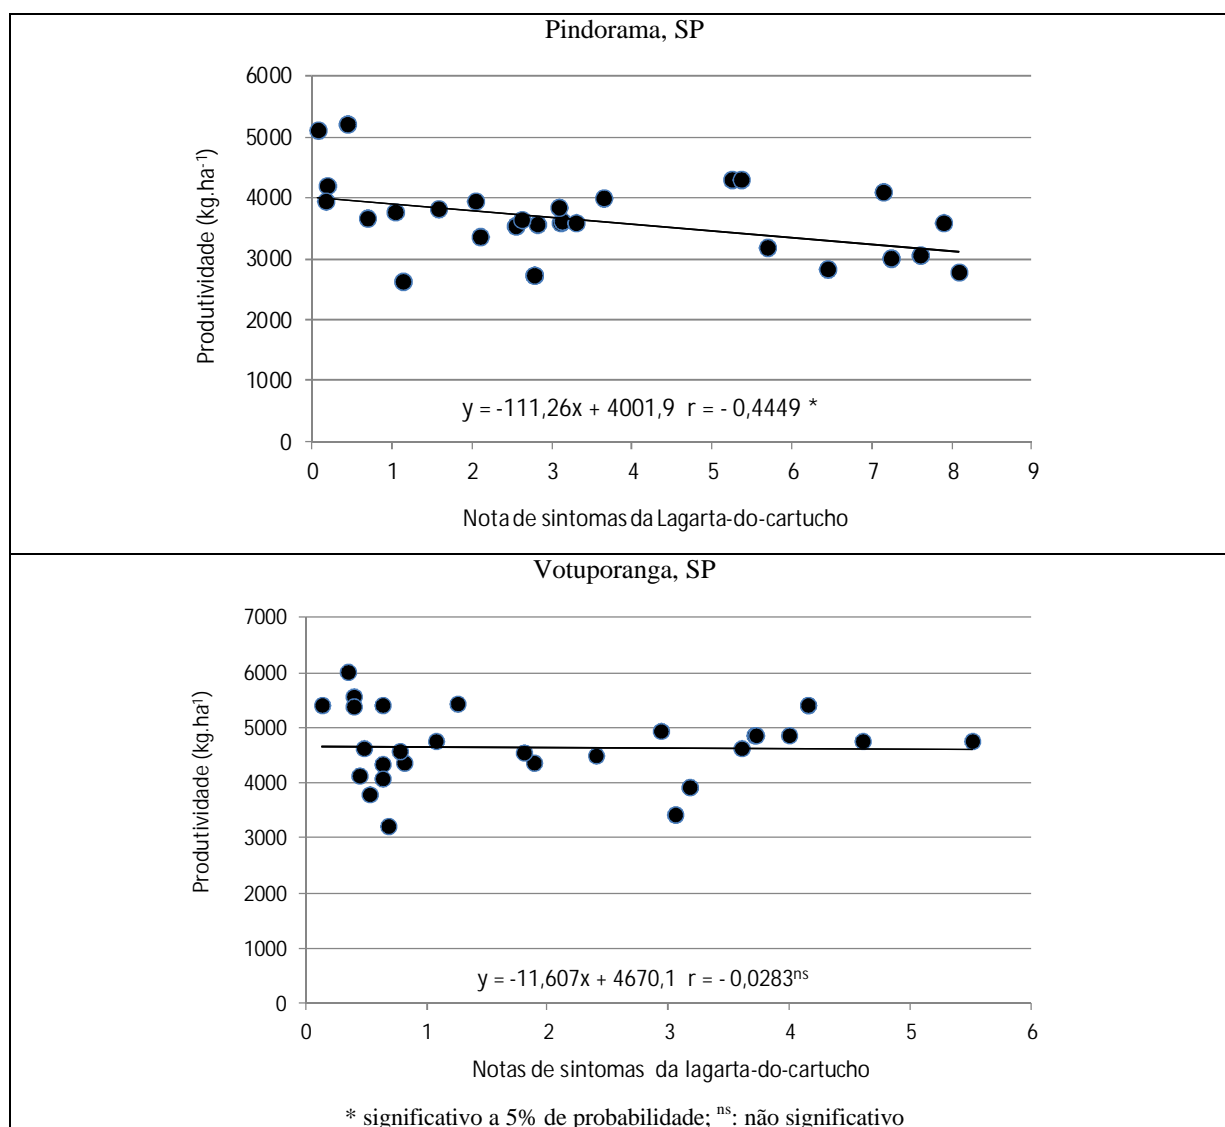 Pindorama, SP
6000
5000
4000
3000
2000
1000
0
Produtividade (kg.ha⁻¹)
y = -111,26x + 4001,9 r = - 0,4449 *
0 1 2 3 4 5 6 7 8 9
Nota de sintomas da Lagarta-do-cartucho
Votuporanga, SP
7000
6000
5000
4000
3000
2000
1000
0
Produtividade (kg.ha¹)
y = -11,607x + 4670,1 r = - 0,0283ⁿˢ
0 1 2 3 4 5 6
Notas de sintomas da lagarta-do-cartucho
* significativo a 5% de probabilidade; ⁿˢ: não significativo